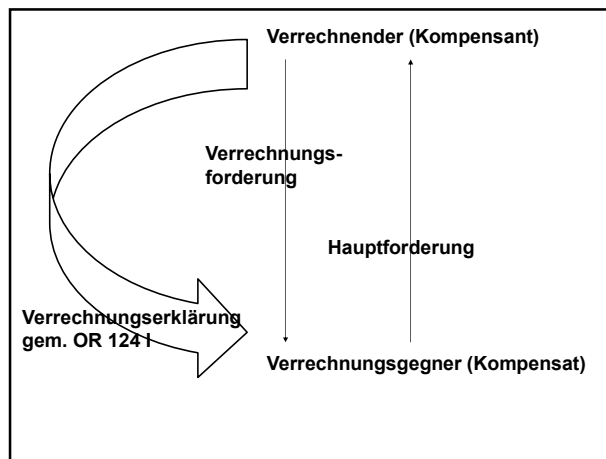 Verrechnender (Kompensant)
Verrechnungs-
forderung
Hauptforderung
Verrechnungserklärung
gem. OR 124 I
Verrechnungsgegner (Kompensat)